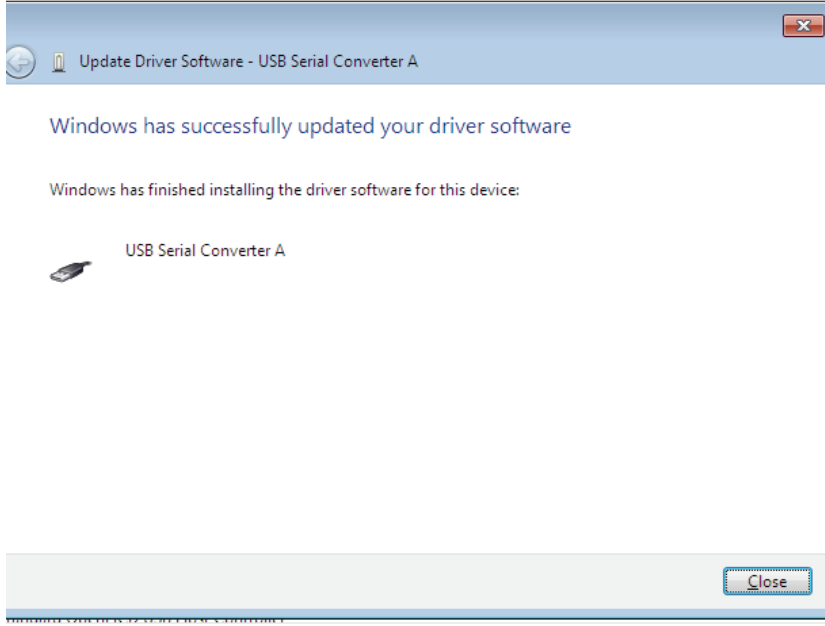 Update Driver Software - USB Serial Converter A
Windows has successfully updated your driver software
Windows has finished installing the driver software for this device:
USB Serial Converter A
Close